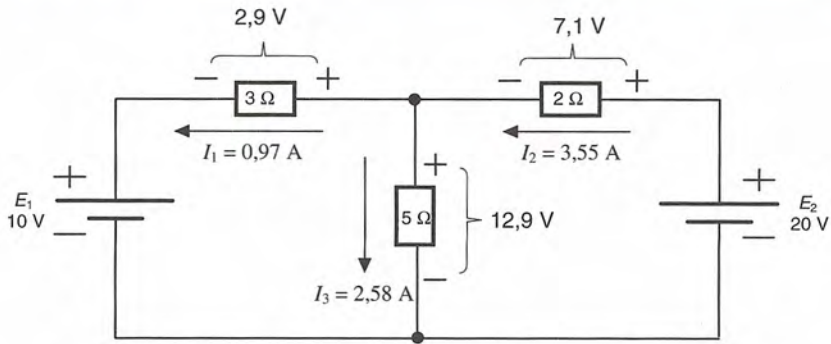 2,9 V
7,1 V
− +
− +
3 Ω
2 Ω
I₁ = 0,97 A
I₂ = 3,55 A
+
+
+
E₁
10 V
5 Ω
12,9 V
E₂
20 V
−
−
−
I₃ = 2,58 A